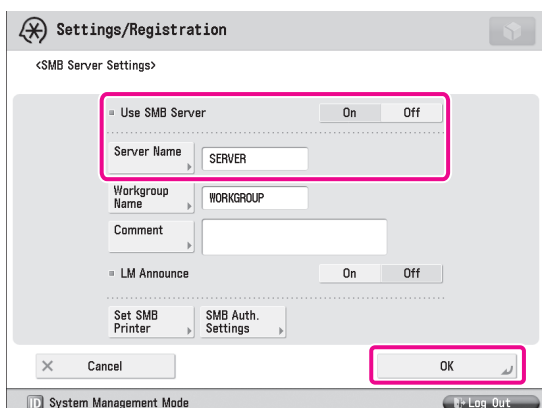 Settings/Registration
<SMB Server Settings>
Use SMB Server On Off
Server Name SERVER
Workgroup Name WORKGROUP
Comment
LM Announce On Off
Set SMB Printer SMB Auth. Settings
Cancel OK
ID System Management Mode Log Out